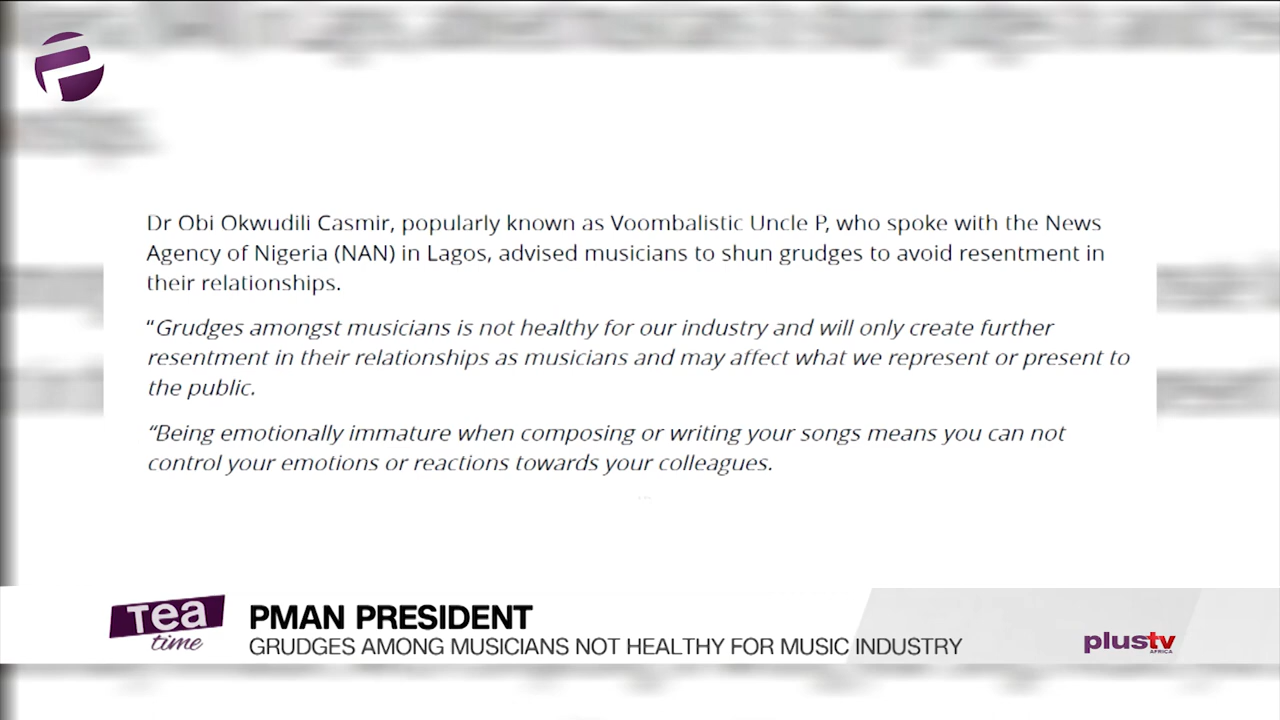 Dr Obi Okwudili Casmir, popularly known as Voombalistic Uncle P, who spoke with the News
Agency of Nigeria (NAN) in Lagos, advised musicians to shun grudges to avoid resentment in
their relationships.
“Grudges amongst musicians is not healthy for our industry and will only create further
resentment in their relationships as musicians and may affect what we represent or present to
the public.
“Being emotionally immature when composing or writing your songs means you can not
control your emotions or reactions towards your colleagues.
Tea
time
PMAN PRESIDENT
GRUDGES AMONG MUSICIANS NOT HEALTHY FOR MUSIC INDUSTRY
plustv
AFRICA